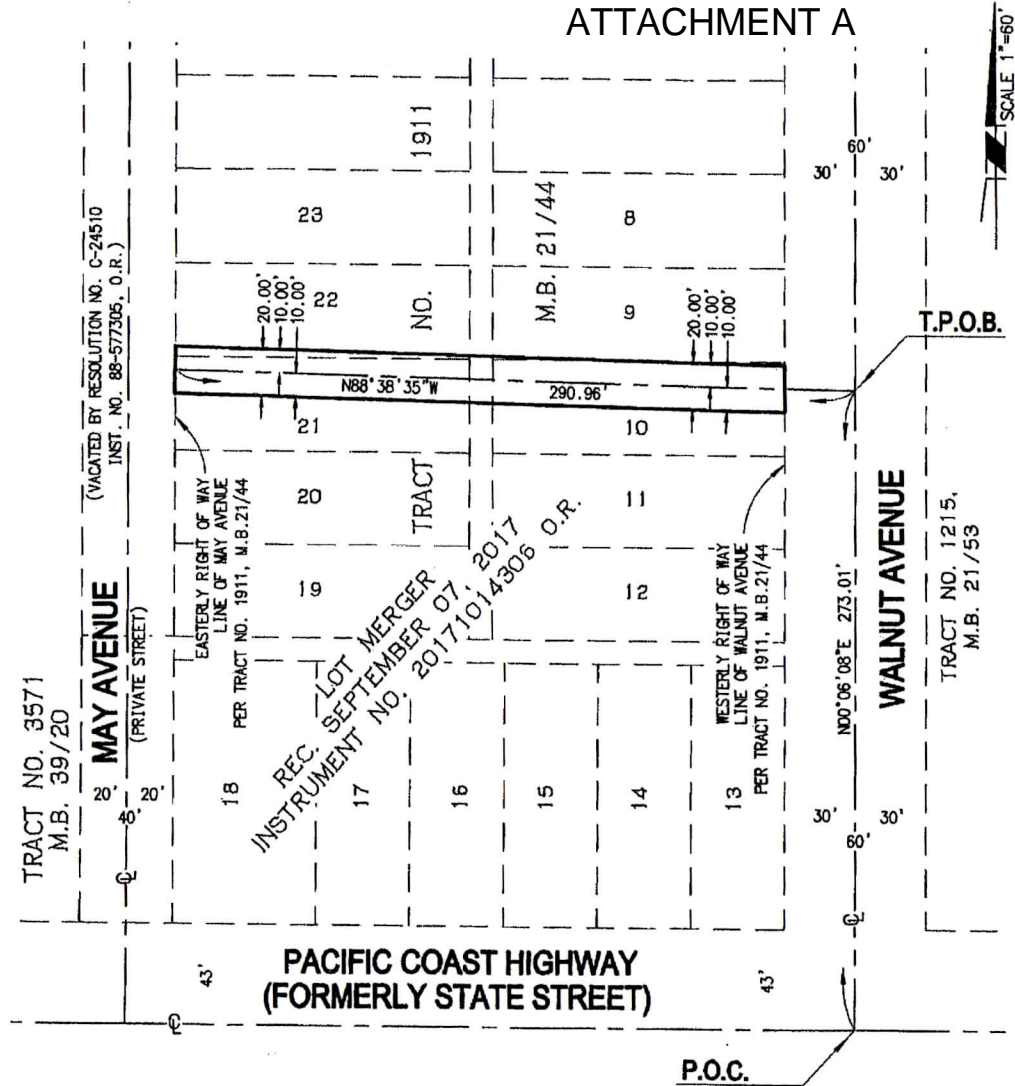 ATTACHMENT A
SCALE 1"=60'
60'
30' 30'
1911
(VACATED BY RESOLUTION NO. C-24510
INST. NO. 88-577305, O.R.)
23
8
M.B. 21/44
NO.
22
9
20.00'
10.00'
10.00'
20.00'
10.00'
10.00'
T.P.O.B.
N88°38'35"W 290.96'
21
10
20
11
TRACT
19
12
EASTERLY RIGHT OF WAY
LINE OF MAY AVENUE
PER TRACT NO. 1911, M.B.21/44
WESTERLY RIGHT OF WAY
LINE OF WALNUT AVENUE
PER TRACT NO. 1911, M.B.21/44
LOT MERGER
REC. SEPTEMBER 07, 2017
INSTRUMENT NO. 20171014306 O.R.
N00°06'08"E 273.01'
WALNUT AVENUE
TRACT NO. 1215,
M.B. 21/53
TRACT NO. 3571
M.B. 39/20
MAY AVENUE
(PRIVATE STREET)
20' 20'
40'
18
17
16
15
14
13
30' 30'
60'
CL
CL
43'
PACIFIC COAST HIGHWAY
(FORMERLY STATE STREET)
43'
CL
P.O.C.